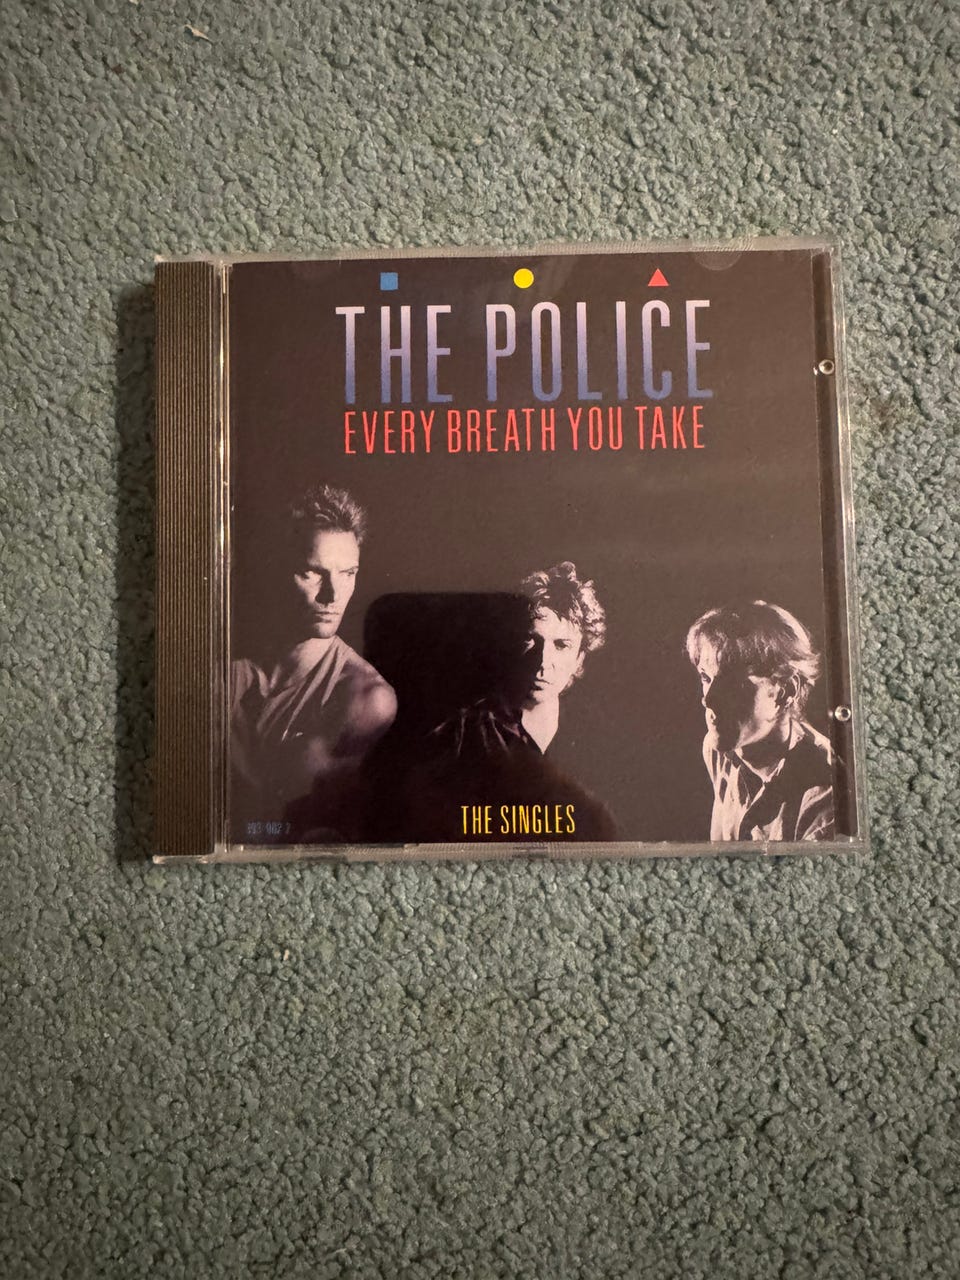 THE POLICE
EVERY BREATH YOU TAKE
THE SINGLES